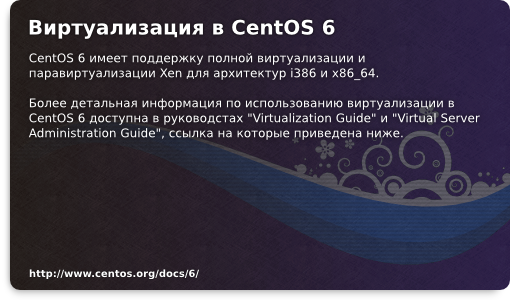 Виртуализация в CentOS 6
CentOS 6 имеет поддержку полной виртуализации и
паравиртуализации Xen для архитектур i386 и x86_64.
Более детальная информация по использованию виртуализации в
CentOS 6 доступна в руководстах "Virtualization Guide" и "Virtual Server
Administration Guide", ссылка на которые приведена ниже.
http://www.centos.org/docs/6/